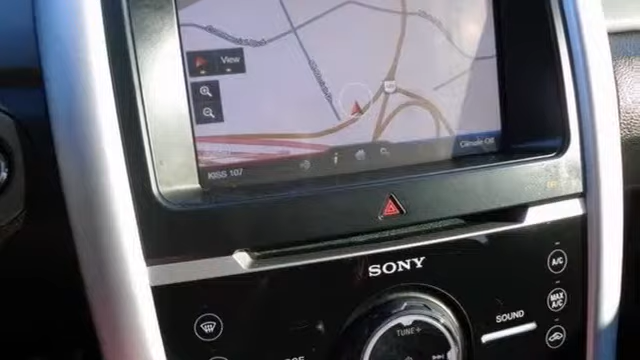 View
KISS 107
Climate-Off
SONY
A/C
MAX
A/C
TUNE+
SOUND